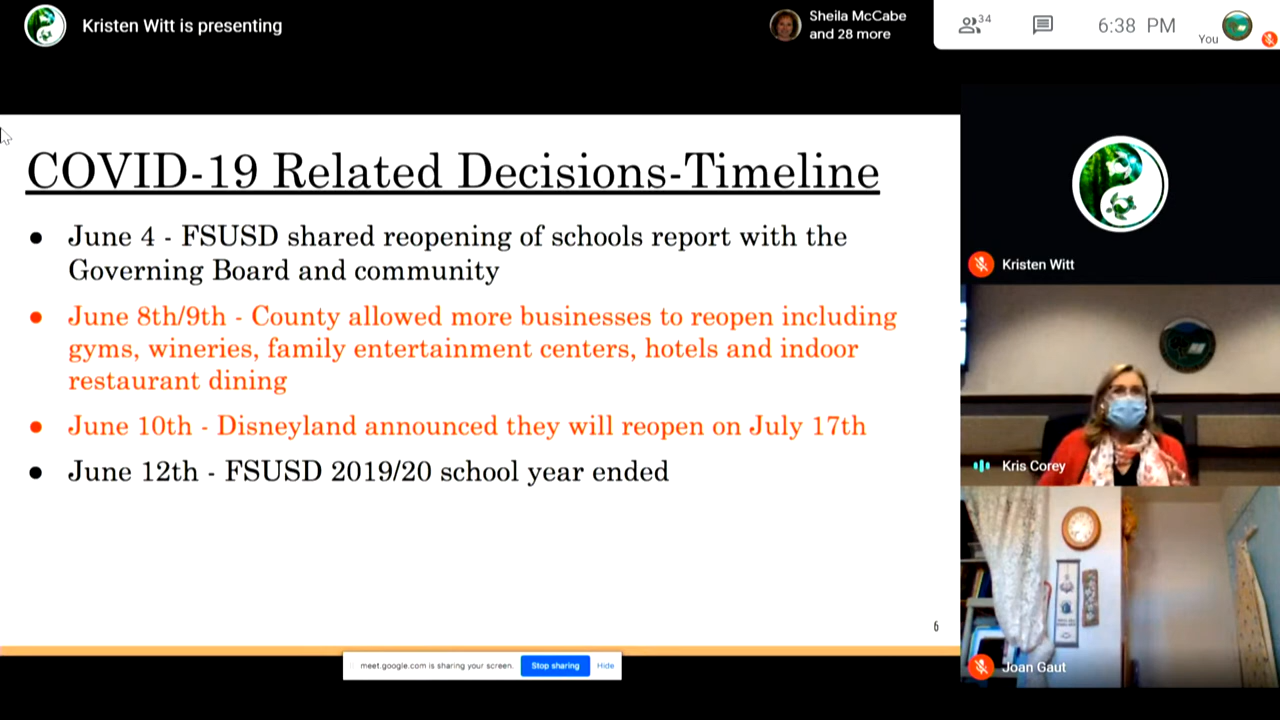 Kristen Witt is presenting
Sheila McCabe
and 28 more
34
6:38 PM
You
COVID-19 Related Decisions-Timeline
● June 4 - FSUSD shared reopening of schools report with the
Governing Board and community
● June 8th/9th - County allowed more businesses to reopen including
gyms, wineries, family entertainment centers, hotels and indoor
restaurant dining
● June 10th - Disneyland announced they will reopen on July 17th
● June 12th - FSUSD 2019/20 school year ended
6
Kristen Witt
Kris Corey
Joan Gaut
meet.google.com is sharing your screen.
Stop sharing
Hide